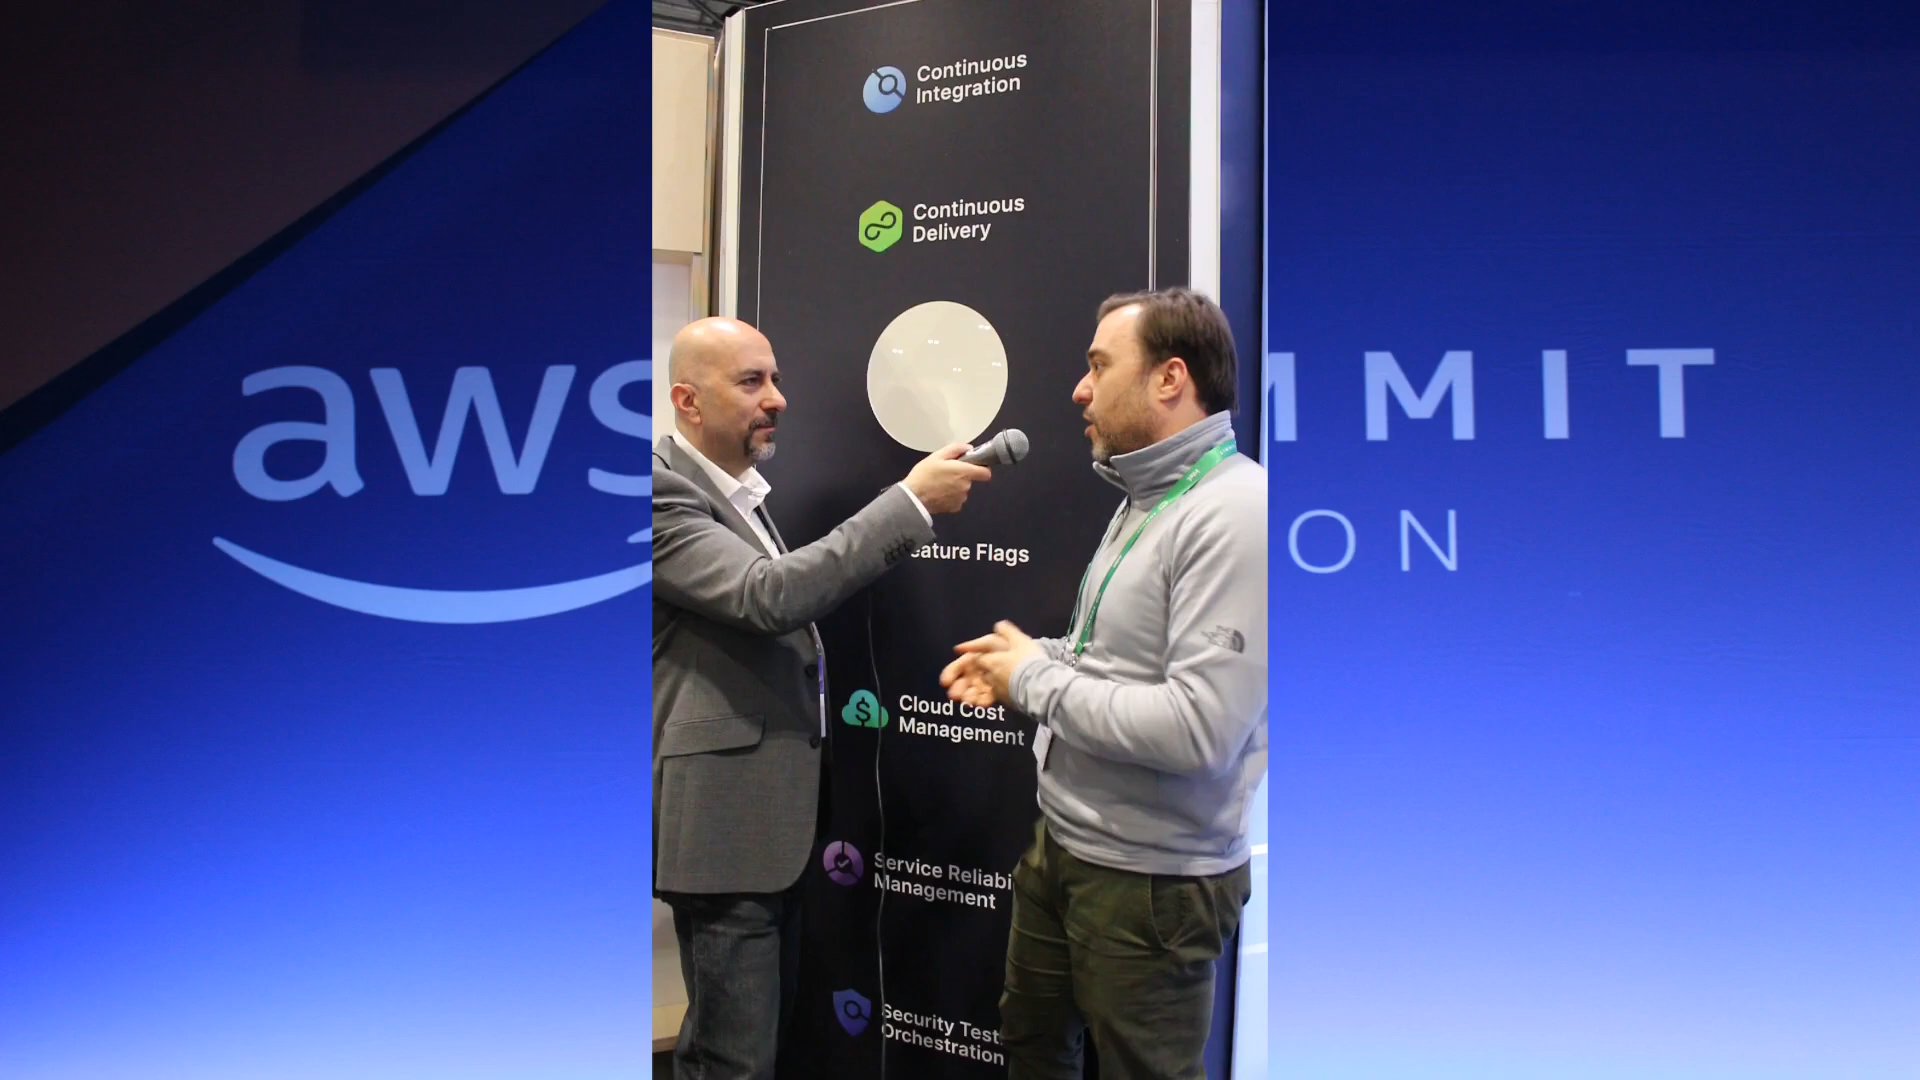 Continuous
Integration
Continuous
Delivery
aws
MMIT
ON
eature Flags
Cloud Cost
Management
Service Reliabi
Management
Security Test
Orchestration